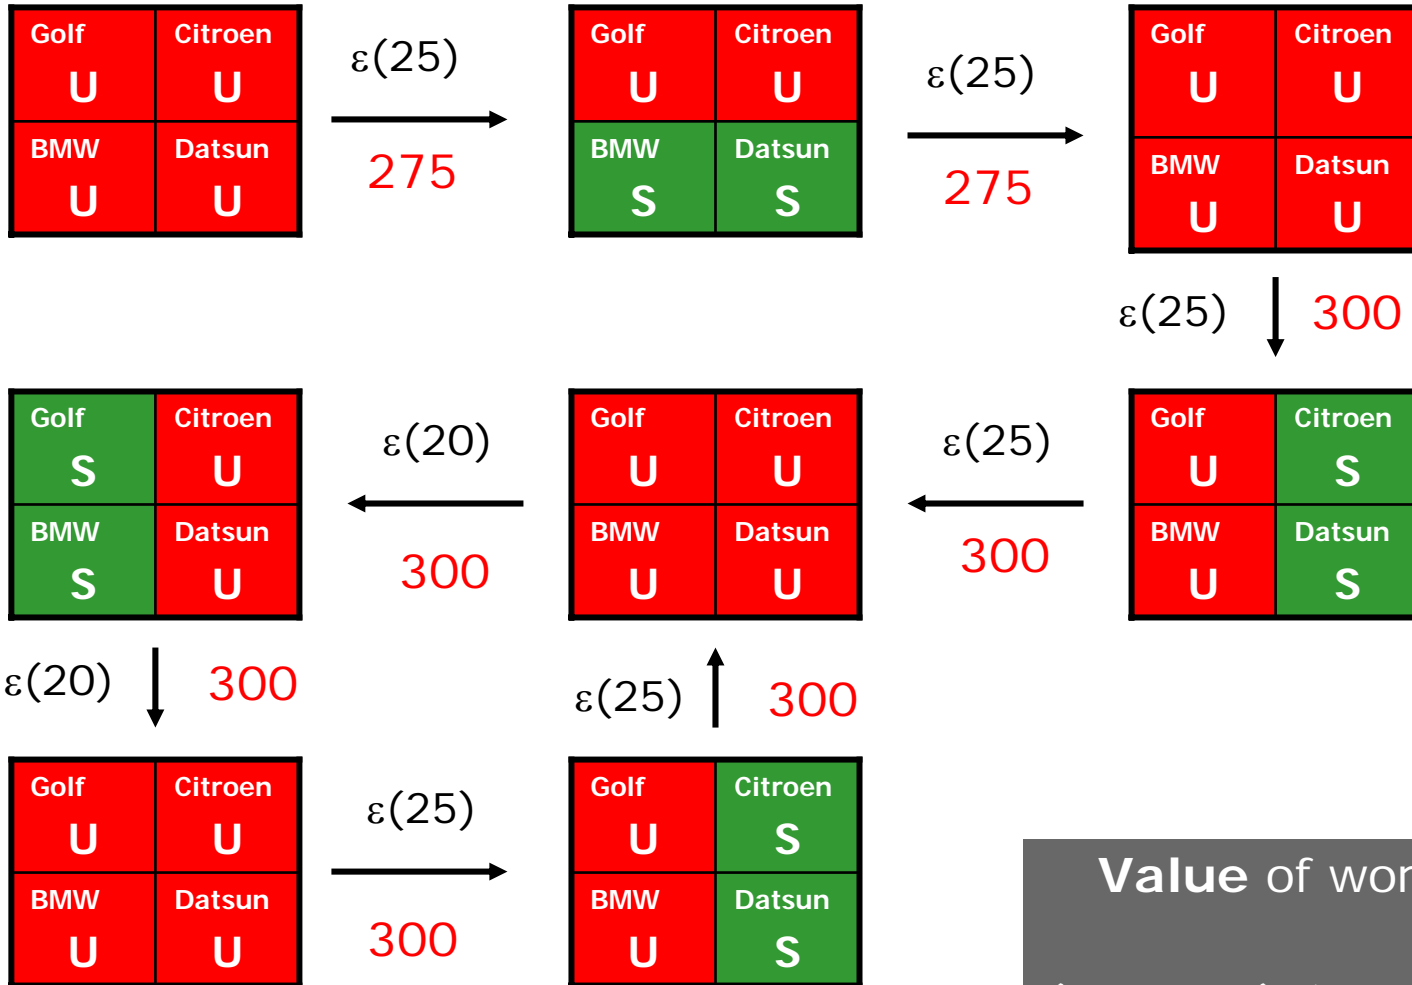 Golf Citroen
U U
BMW Datsun
U U
ε(25)
275
Golf Citroen
U U
BMW Datsun
S S
ε(25)
275
Golf Citroen
U U
BMW Datsun
U U
ε(25) 300
Golf Citroen
S U
BMW Datsun
S U
ε(20)
300
Golf Citroen
U U
BMW Datsun
U U
ε(25)
300
Golf Citroen
U S
BMW Datsun
U S
ε(20) 300
ε(25) 300
Golf Citroen
U U
BMW Datsun
U U
ε(25)
300
Golf Citroen
U S
BMW Datsun
U S
Value of